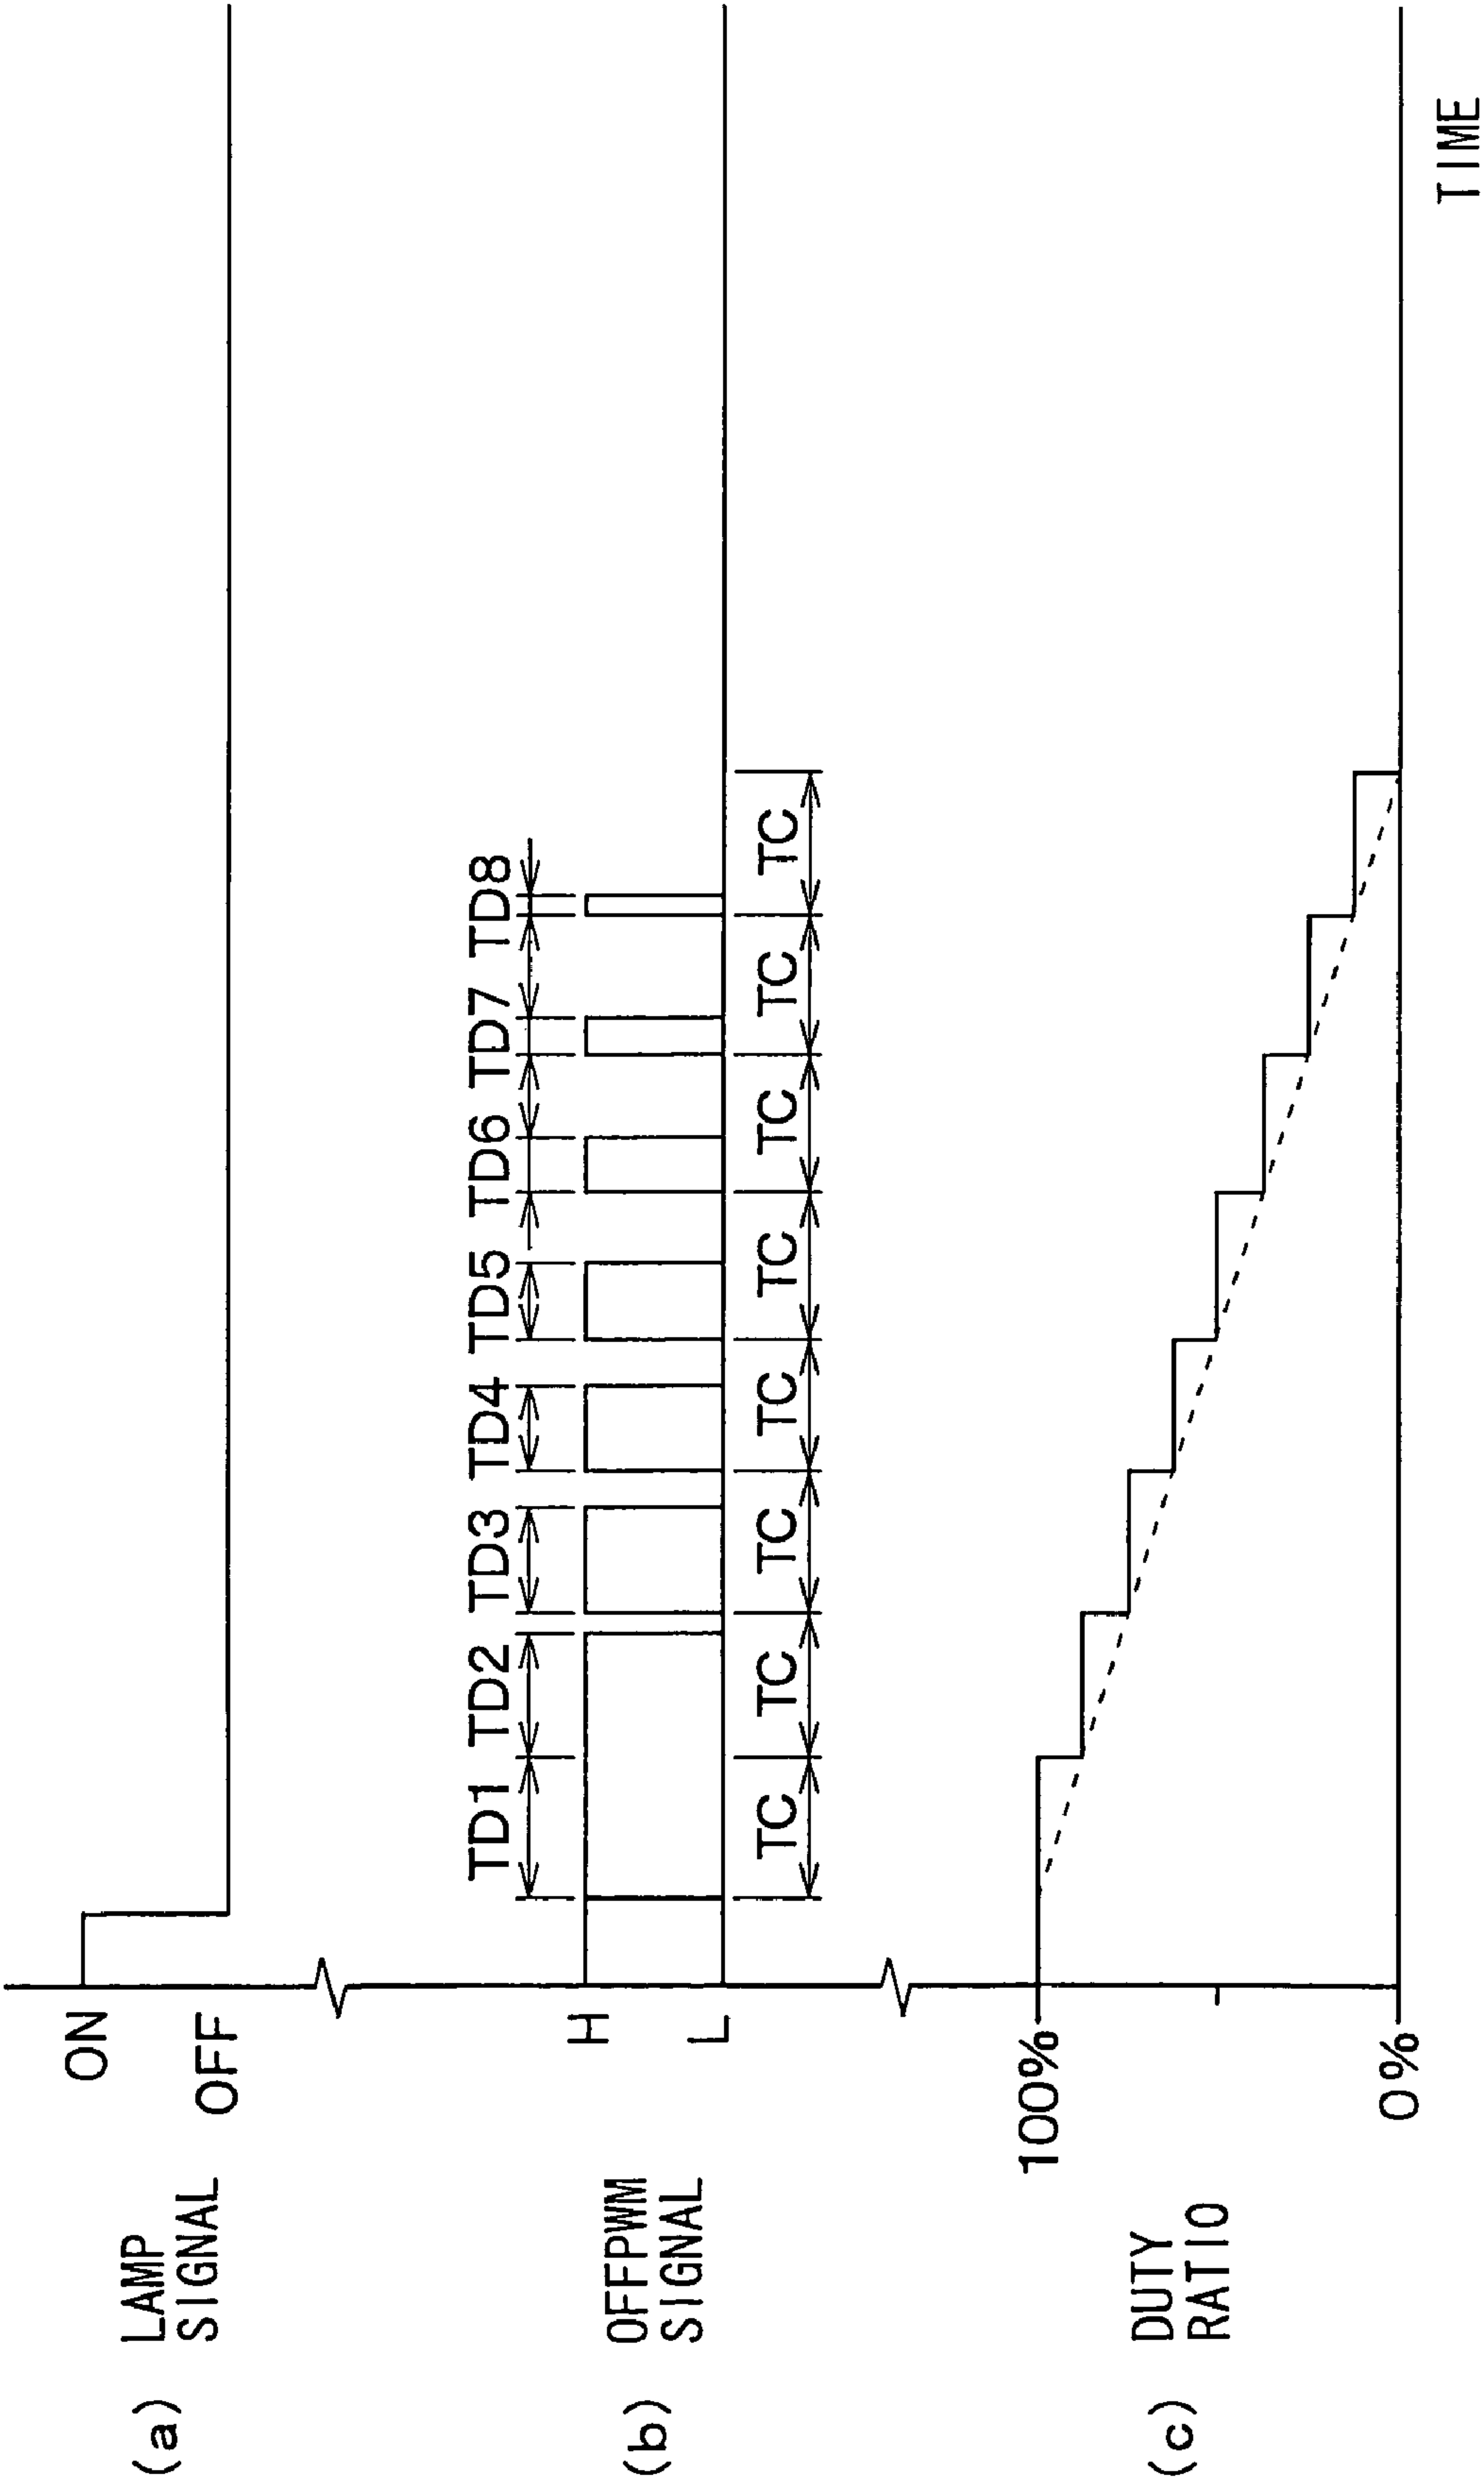 (a) LAMP
SIGNAL
ON
OFF
(b) OFFPWM
SIGNAL
H
L
TD1 TD2 TD3 TD4 TD5 TD6 TD7 TD8
TC TC TC TC TC TC TC TC
(c) DUTY
RATIO
100%
0%
TIME